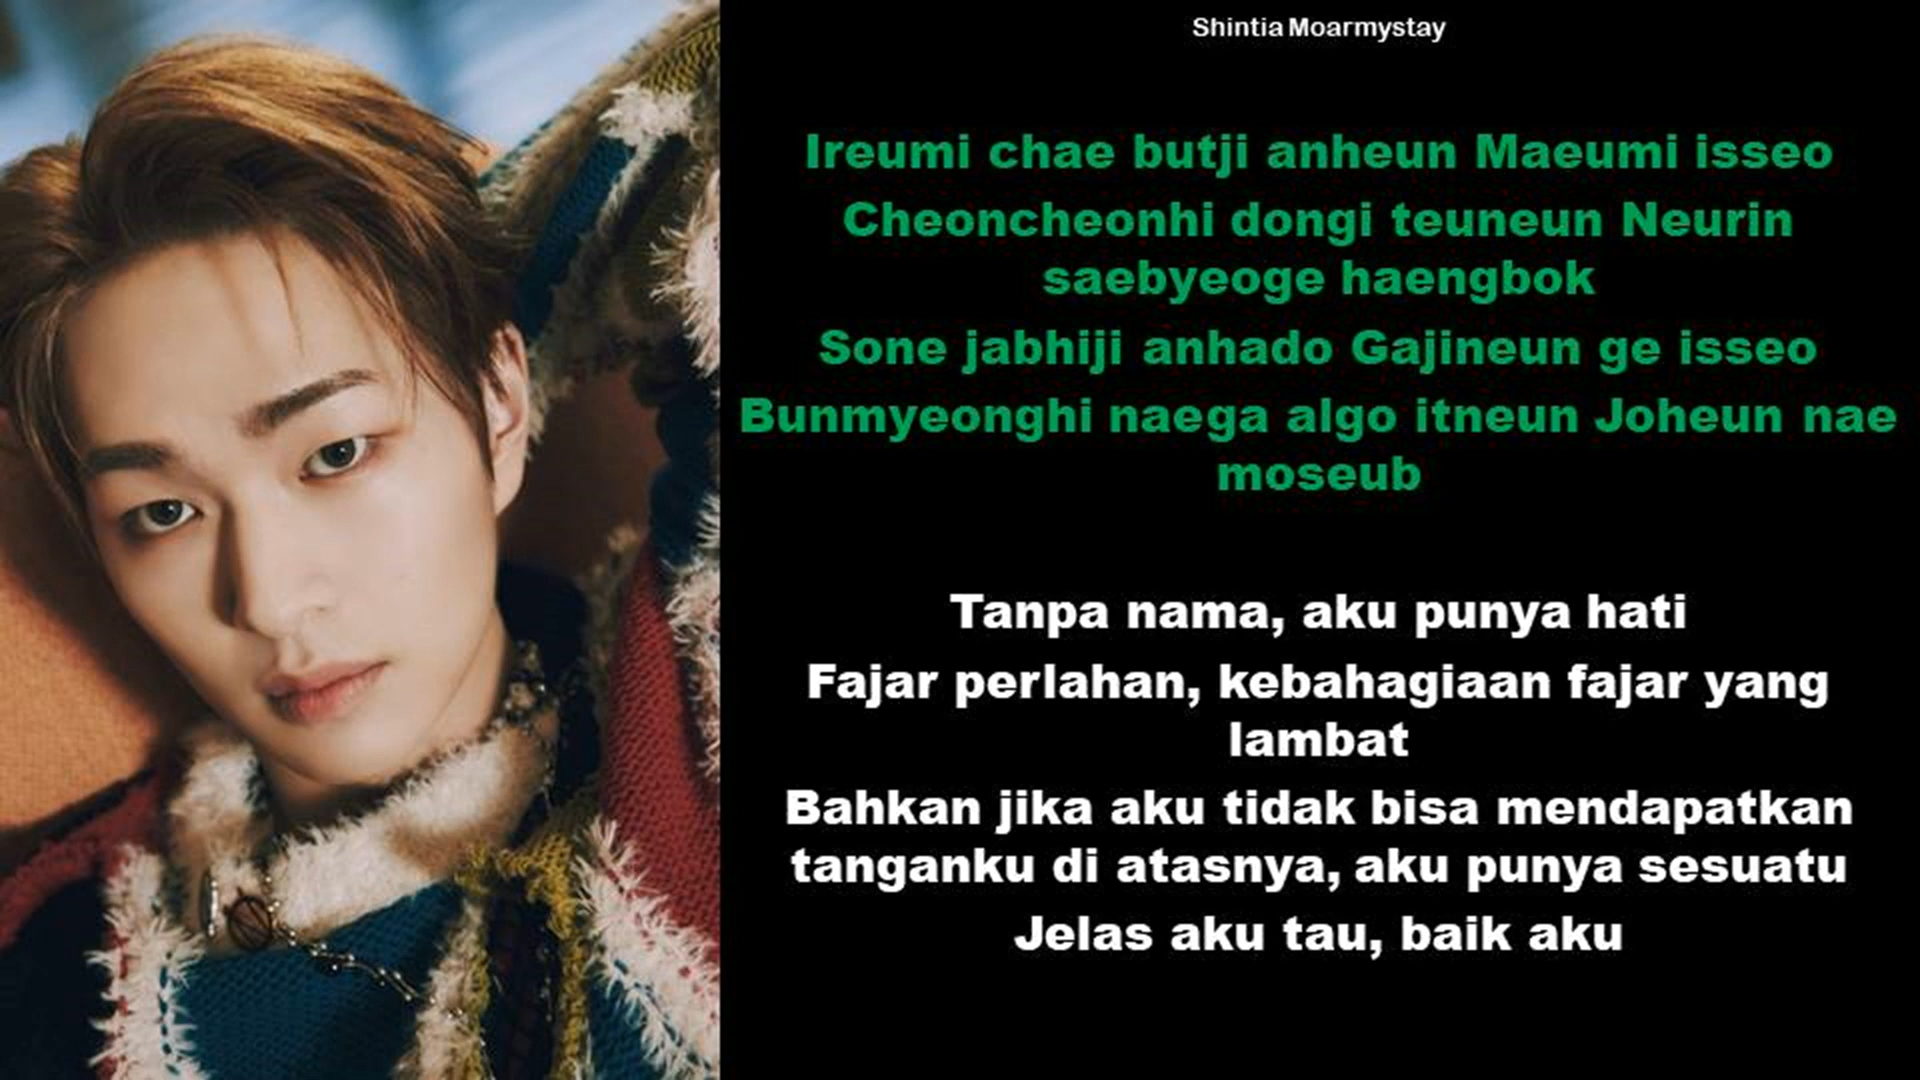 Shintia Moarmystay
Ireumi chae butji anheun Maeumi isseo
Cheoncheonhi dongi teuneun Neurin
saebyeoge haengbok
Sone jabhiji anhado Gajineun ge isseo
Bunmyeonghi naega algo itneun Joheun nae
moseub
Tanpa nama, aku punya hati
Fajar perlahan, kebahagiaan fajar yang
lambat
Bahkan jika aku tidak bisa mendapatkan
tanganku di atasnya, aku punya sesuatu
Jelas aku tau, baik aku